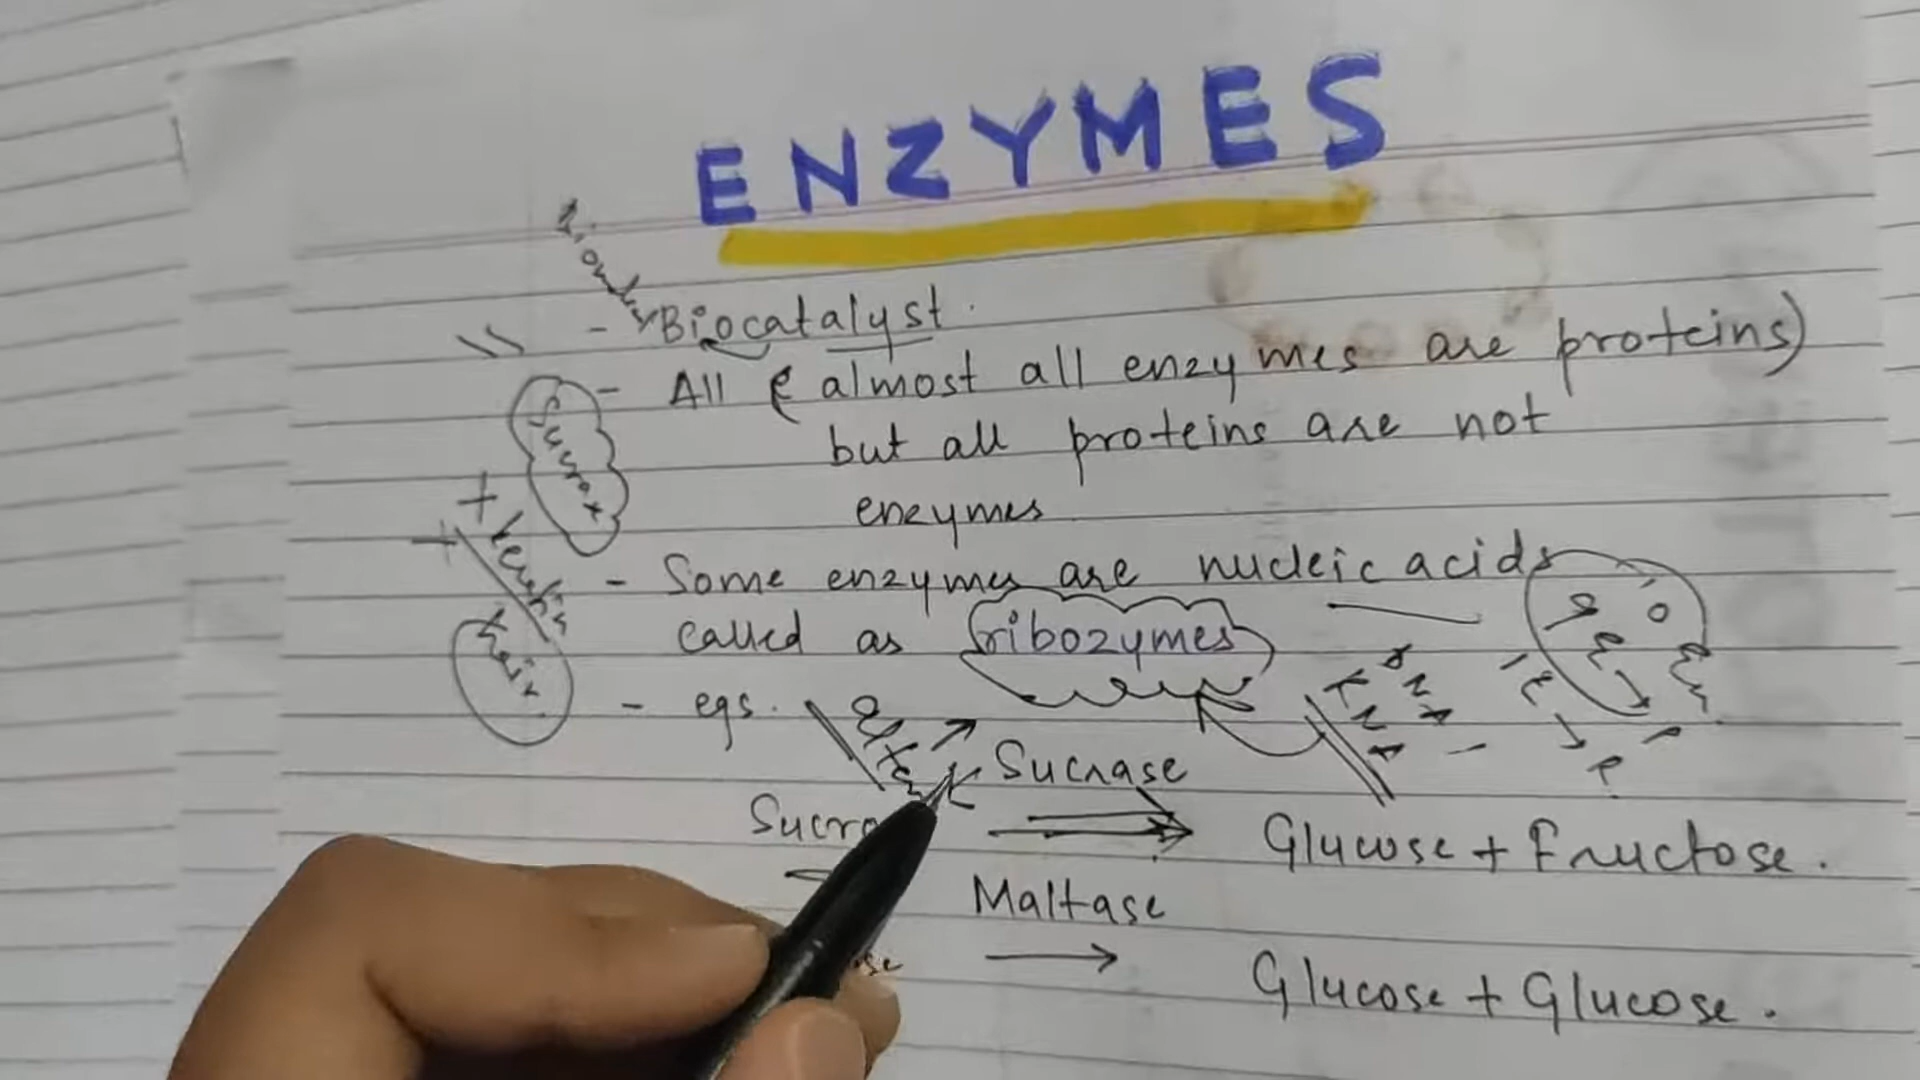 ENZYMES
- Biocatalyst.
- All (almost all enzymes are proteins)
but all proteins are not
enzymes
- Some enzymes are nucleic acids
called as ribozymes
- egs.
Sucrase
Glucose + Fructose.
Maltase
Glucose + Glucose.